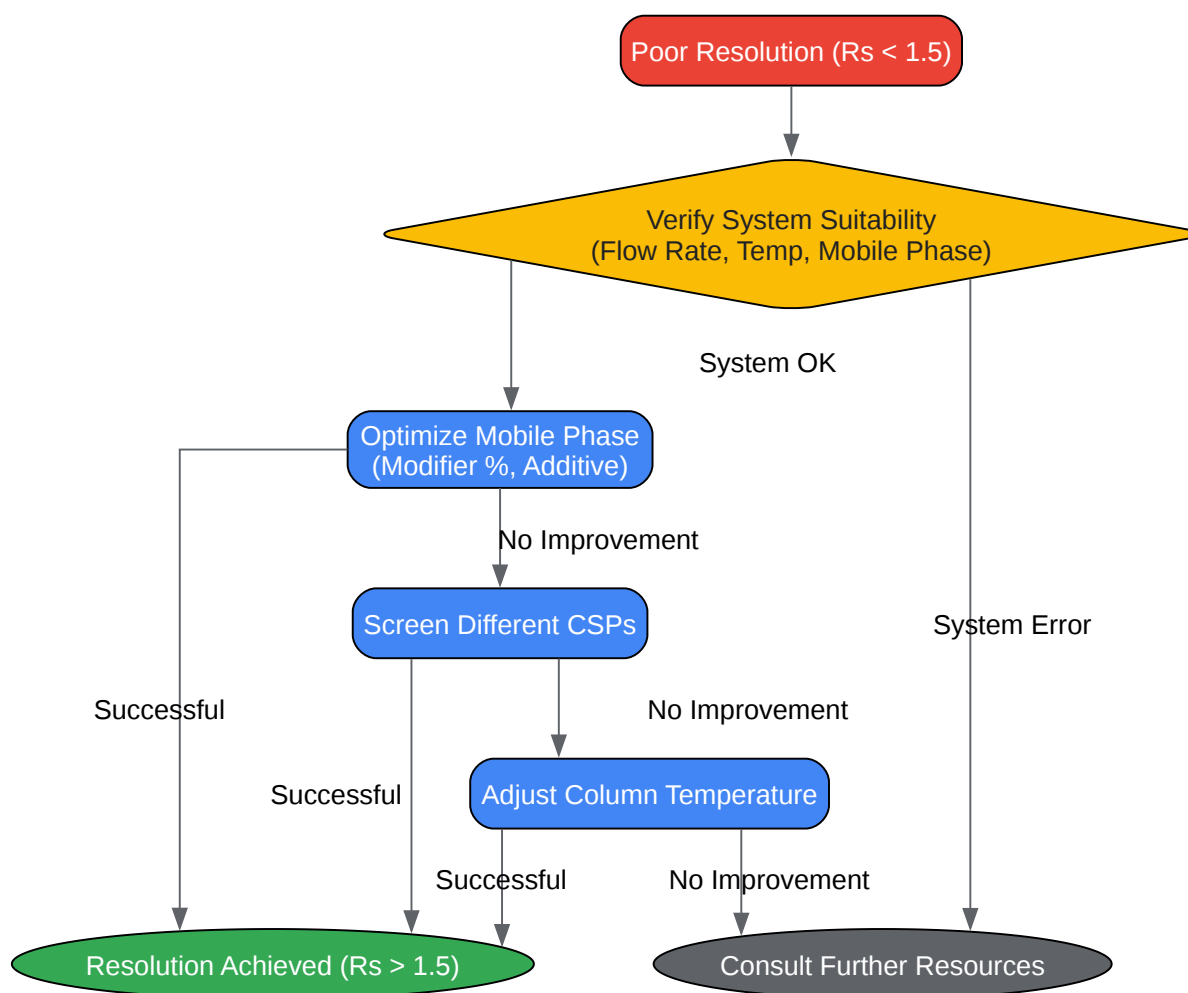 Poor Resolution (Rs < 1.5)
Verify System Suitability
(Flow Rate, Temp, Mobile Phase)
System OK
Optimize Mobile Phase
(Modifier %, Additive)
No Improvement
Screen Different CSPs
System Error
Successful
No Improvement
Successful
Adjust Column Temperature
Successful
No Improvement
Resolution Achieved (Rs > 1.5)
Consult Further Resources